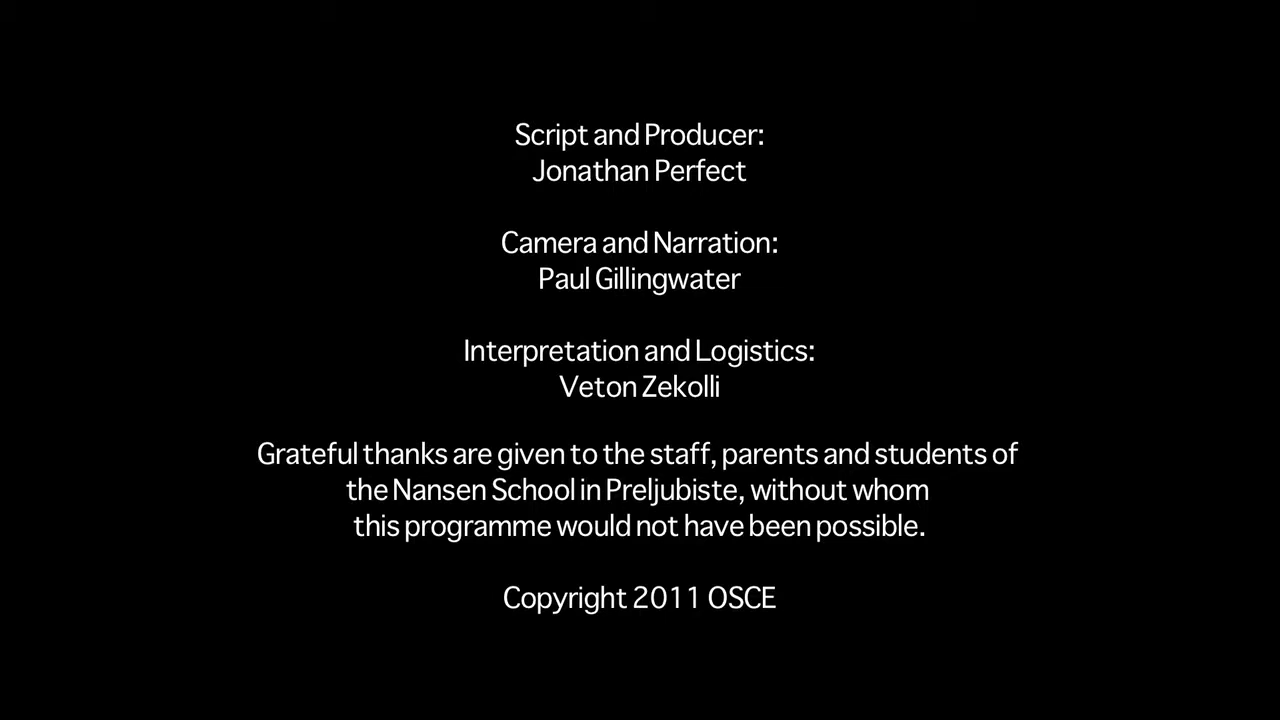 Script and Producer:
Jonathan Perfect
Camera and Narration:
Paul Gillingwater
Interpretation and Logistics:
Veton Zekolli
Grateful thanks are given to the staff, parents and students of
the Nansen School in Preljubiste, without whom
this programme would not have been possible.
Copyright 2011 OSCE